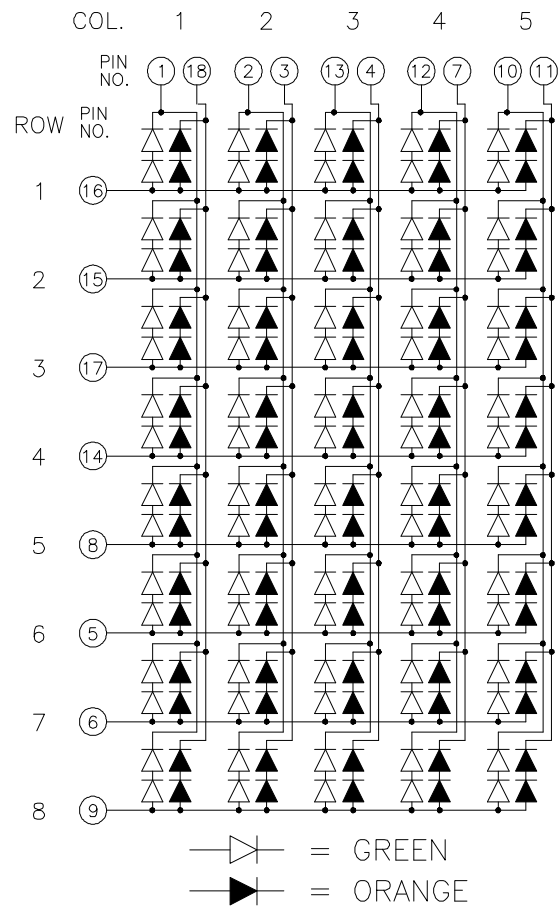 COL. 1 2 3 4 5
PIN NO. 1 18 2 3 13 4 12 7 10 11
ROW PIN NO.
1 16
2 15
3 17
4 14
5 8
6 5
7 6
8 9
= GREEN
= ORANGE